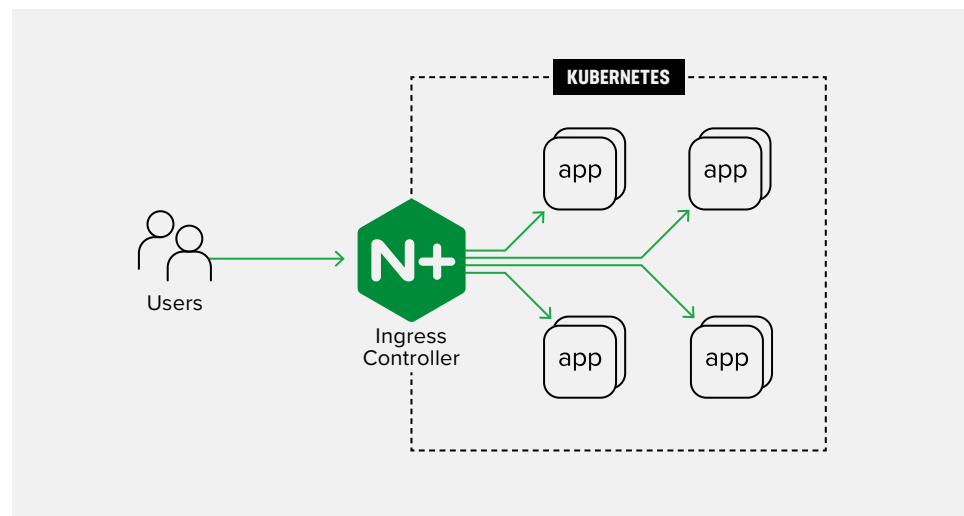 KUBERNETES
app
app
N+
Users
Ingress
Controller
app
app